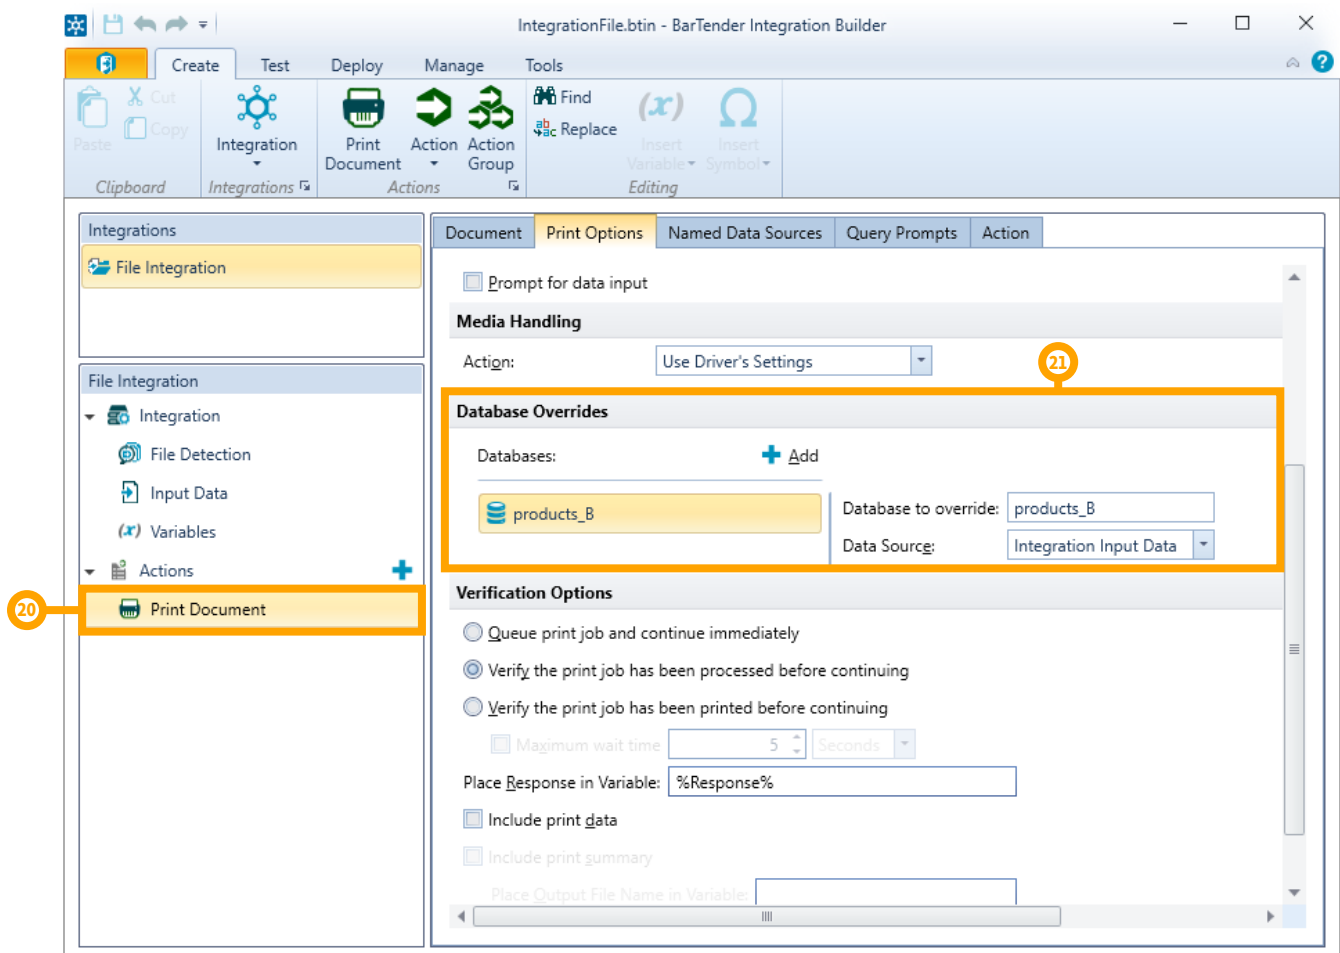 IntegrationFile.btin - BarTender Integration Builder
Create Test Deploy Manage Tools
Paste
Cut
Copy
Clipboard
Integration
Integrations
Print
Document
Action
Action
Group
Actions
Find
Replace
Insert
Variable
Insert
Symbol
Editing
Integrations
File Integration
File Integration
Integration
File Detection
Input Data
(x) Variables
Actions
20
Print Document
Document Print Options Named Data Sources Query Prompts Action
Prompt for data input
Media Handling
Action: Use Driver's Settings
21
Database Overrides
Databases: Add
products_B
Database to override: products_B
Data Source: Integration Input Data
Verification Options
Queue print job and continue immediately
Verify the print job has been processed before continuing
Verify the print job has been printed before continuing
Maximum wait time 5 Seconds
Place Response in Variable: %Response%
Include print data
Include print summary
Place Output File Name in Variable: